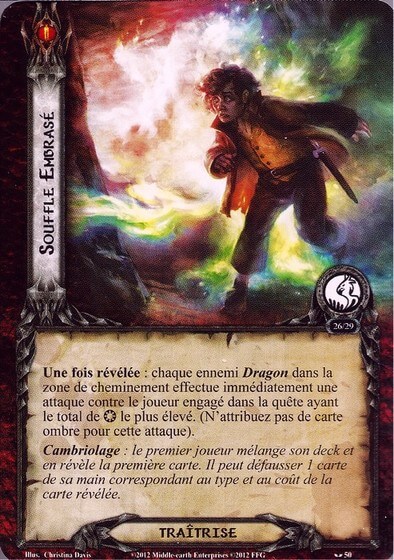 SOUFFLE EMBRASÉ
26/29
Une fois révélée : chaque ennemi Dragon dans la
zone de cheminement effectue immédiatement une
attaque contre le joueur engagé dans la quête ayant
le total de le plus élevé. (N'attribuez pas de carte
ombre pour cette attaque).
Cambriolage : le premier joueur mélange son deck et
en révèle la première carte. Il peut défausser 1 carte
de sa main correspondant au type et au coût de la
carte révélée.
TRAÎTRISE
Illus. Christina Davis ©2012 Middle-earth Enterprises ©2012 FFG 50